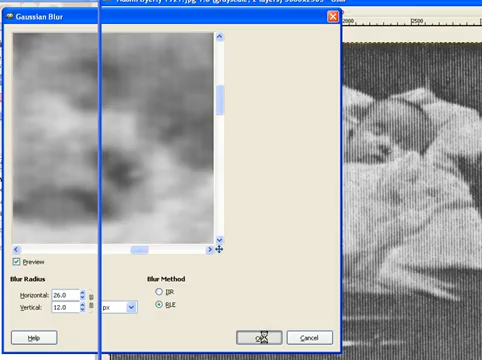 Gaussian Blur
2000
2500
Preview
Blur Radius
Blur Method
Horizontal: 26.0
IIR
Vertical: 12.0
px
RLE
Help
Cancel